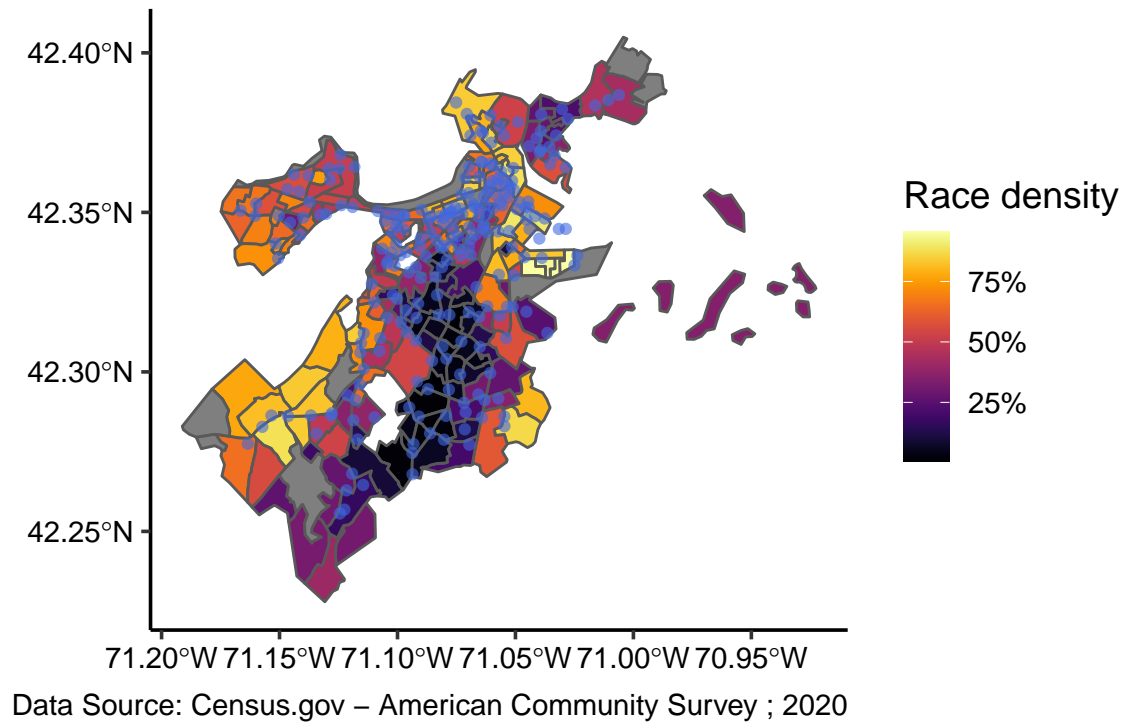 42.40°N
42.35°N
42.30°N
42.25°N
71.20°W 71.15°W 71.10°W 71.05°W 71.00°W 70.95°W
Race density
75%
50%
25%
Data Source: Census.gov – American Community Survey ; 2020